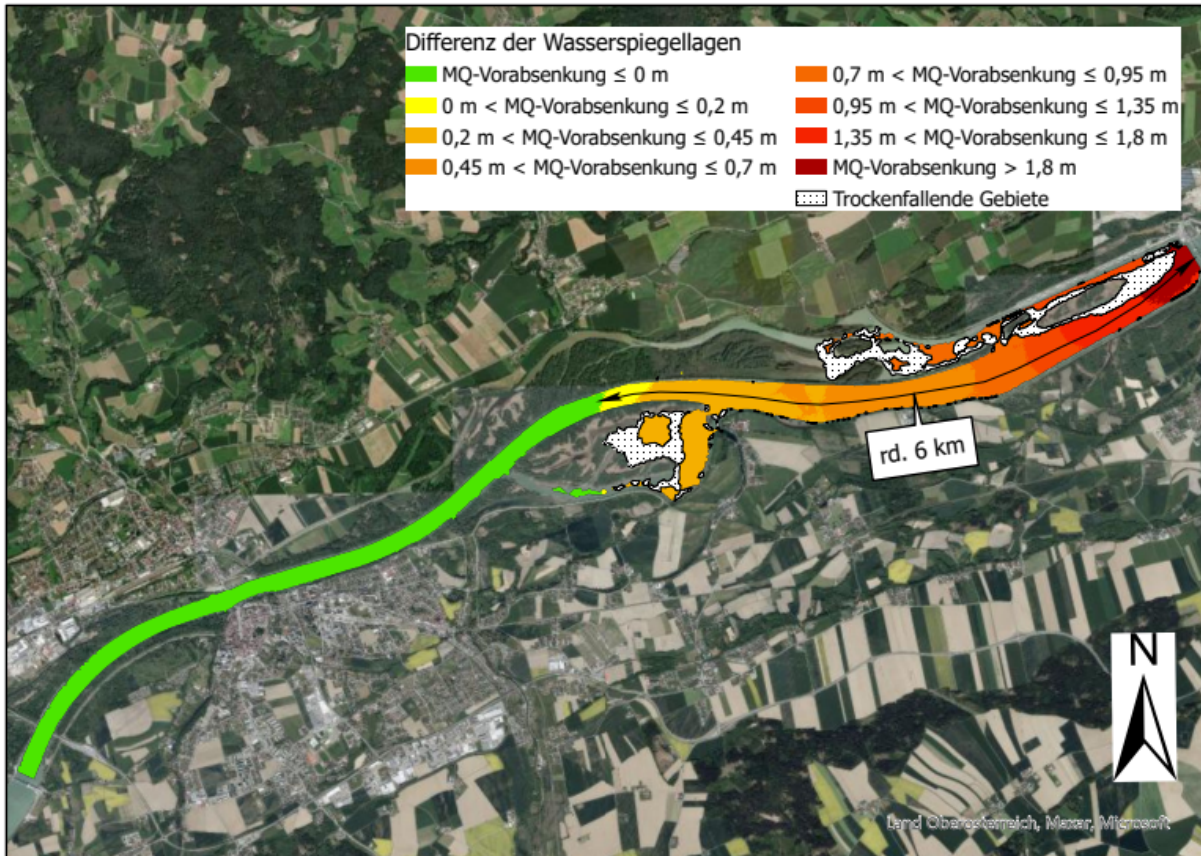 Differenz der Wasserspiegellagen
MQ-Vorabsenkung ≤ 0 m
0 m < MQ-Vorabsenkung ≤ 0,2 m
0,2 m < MQ-Vorabsenkung ≤ 0,45 m
0,45 m < MQ-Vorabsenkung ≤ 0,7 m
0,7 m < MQ-Vorabsenkung ≤ 0,95 m
0,95 m < MQ-Vorabsenkung ≤ 1,35 m
1,35 m < MQ-Vorabsenkung ≤ 1,8 m
MQ-Vorabsenkung > 1,8 m
Trockenfallende Gebiete
rd. 6 km
N
Land Oberösterreich, Maxar, Microsoft